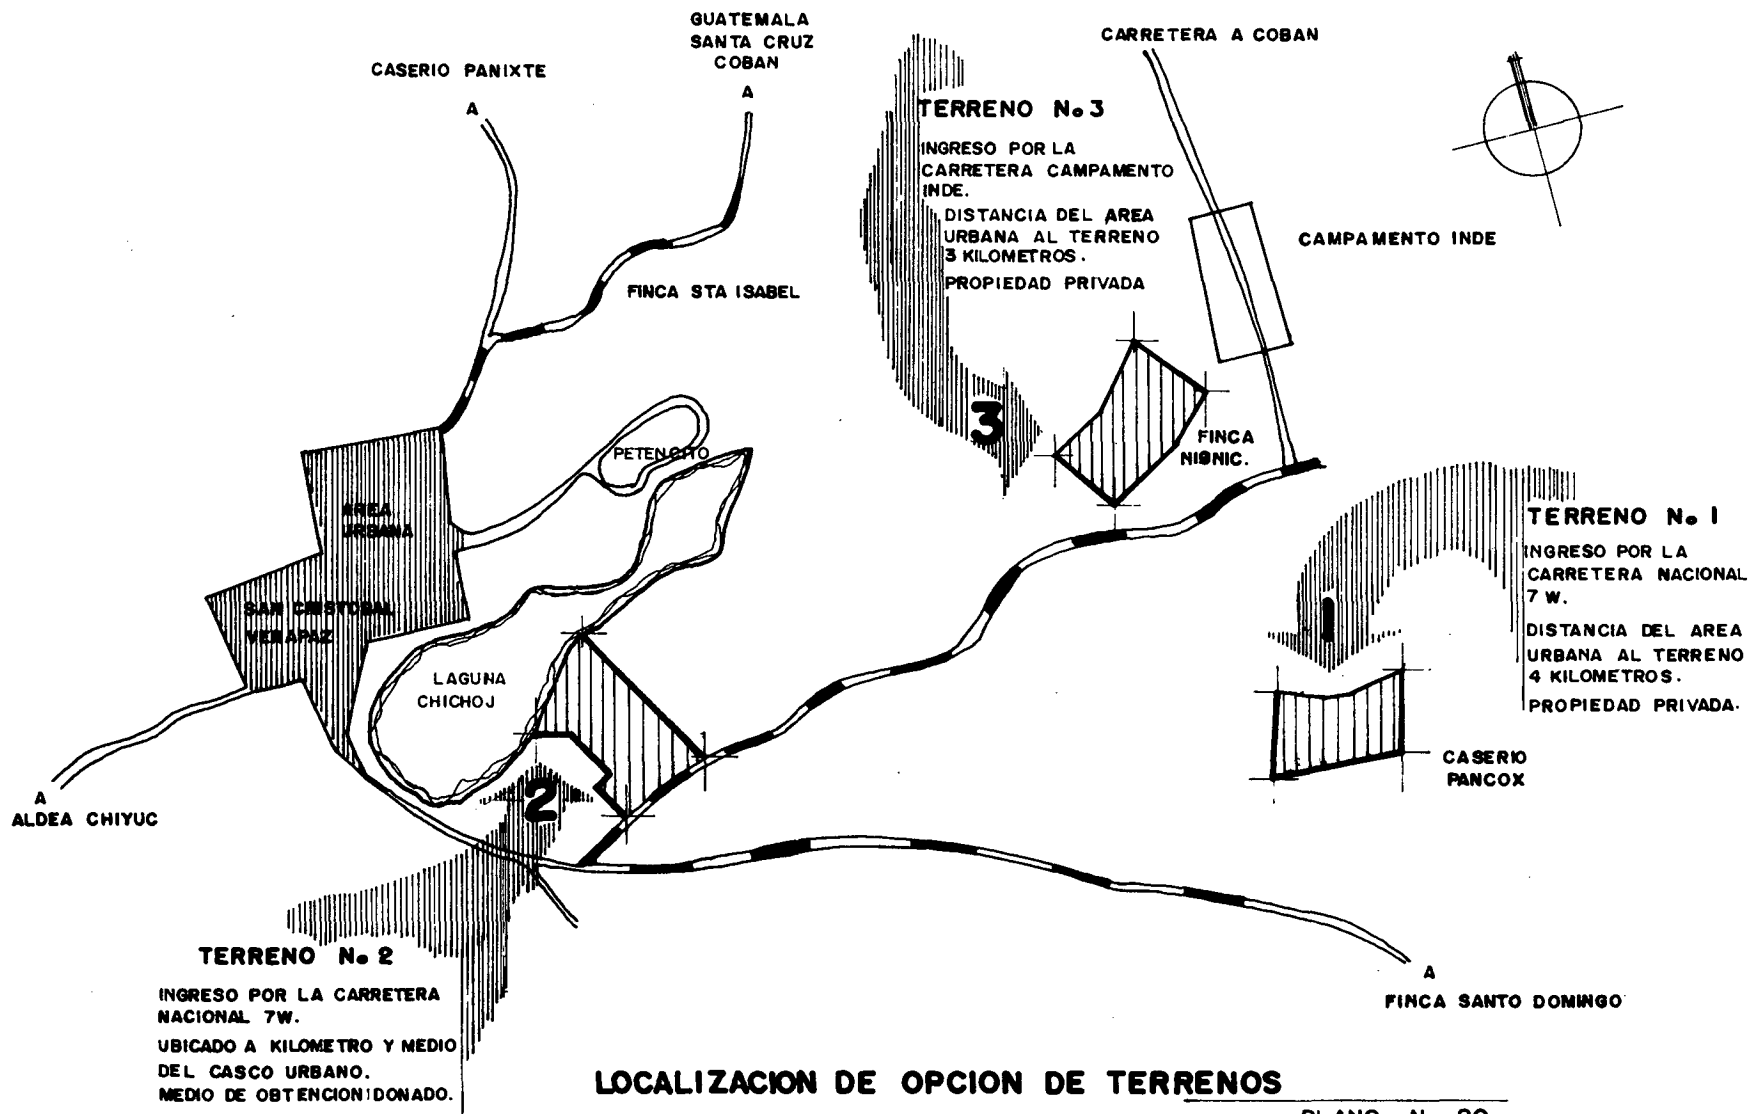 GUATEMALA
SANTA CRUZ
COBAN
A
CASERIO PANIXTE
A
CARRETERA A COBAN
TERRENO No 3
INGRESO POR LA
CARRETERA CAMPAMENTO
INDE.
DISTANCIA DEL AREA
URBANA AL TERRENO
3 KILOMETROS.
PROPIEDAD PRIVADA
CAMPAMENTO INDE
FINCA STA ISABEL
3
FINCA
NISNIC.
PETENCITO
AREA
URBANA
SAN CRISTOBAL
VERAPAZ
LAGUNA
CHICHOJ
TERRENO No 1
INGRESO POR LA
CARRETERA NACIONAL
7 W.
DISTANCIA DEL AREA
URBANA AL TERRENO
4 KILOMETROS.
PROPIEDAD PRIVADA.
1
CASERIO
PANCOX
A
ALDEA CHIYUC
2
TERRENO No 2
INGRESO POR LA CARRETERA
NACIONAL 7W.
UBICADO A KILOMETRO Y MEDIO
DEL CASCO URBANO.
MEDIO DE OBTENCION: DONADO.
A
FINCA SANTO DOMINGO
LOCALIZACION DE OPCION DE TERRENOS